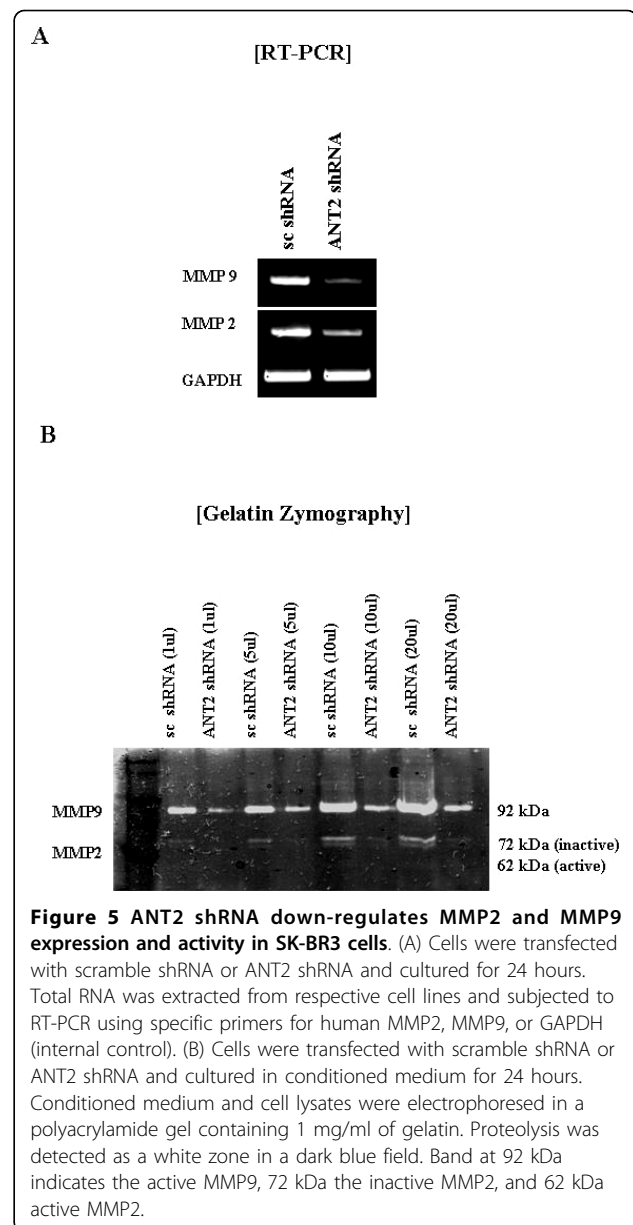 A
[RT-PCR]
sc shRNA
ANT2 shRNA
MMP 9
MMP 2
GAPDH
B
[Gelatin Zymography]
sc shRNA (1ul)
ANT2 shRNA (1ul)
sc shRNA (5ul)
ANT2 shRNA (5ul)
sc shRNA (10ul)
ANT2 shRNA (10ul)
sc shRNA (20ul)
ANT2 shRNA (20ul)
MMP9
92 kDa
MMP2
72 kDa (inactive)
62 kDa (active)
Figure 5 ANT2 shRNA down-regulates MMP2 and MMP9
expression and activity in SK-BR3 cells. (A) Cells were transfected
with scramble shRNA or ANT2 shRNA and cultured for 24 hours.
Total RNA was extracted from respective cell lines and subjected to
RT-PCR using specific primers for human MMP2, MMP9, or GAPDH
(internal control). (B) Cells were transfected with scramble shRNA or
ANT2 shRNA and cultured in conditioned medium for 24 hours.
Conditioned medium and cell lysates were electrophoresed in a
polyacrylamide gel containing 1 mg/ml of gelatin. Proteolysis was
detected as a white zone in a dark blue field. Band at 92 kDa
indicates the active MMP9, 72 kDa the inactive MMP2, and 62 kDa
active MMP2.